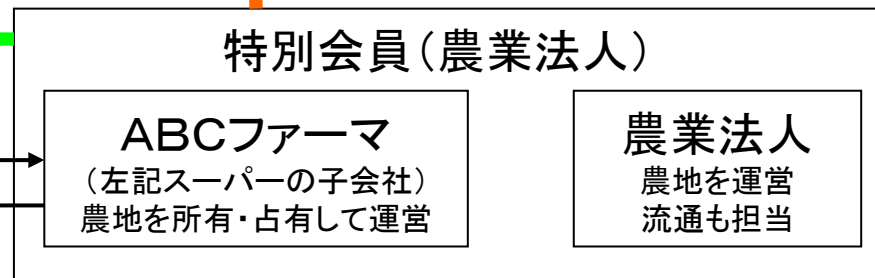 特別会員(農業法人)
ABCファーマ
(左記スーパーの子会社)
農地を所有・占有して運営
農業法人
農地を運営
流通も担当